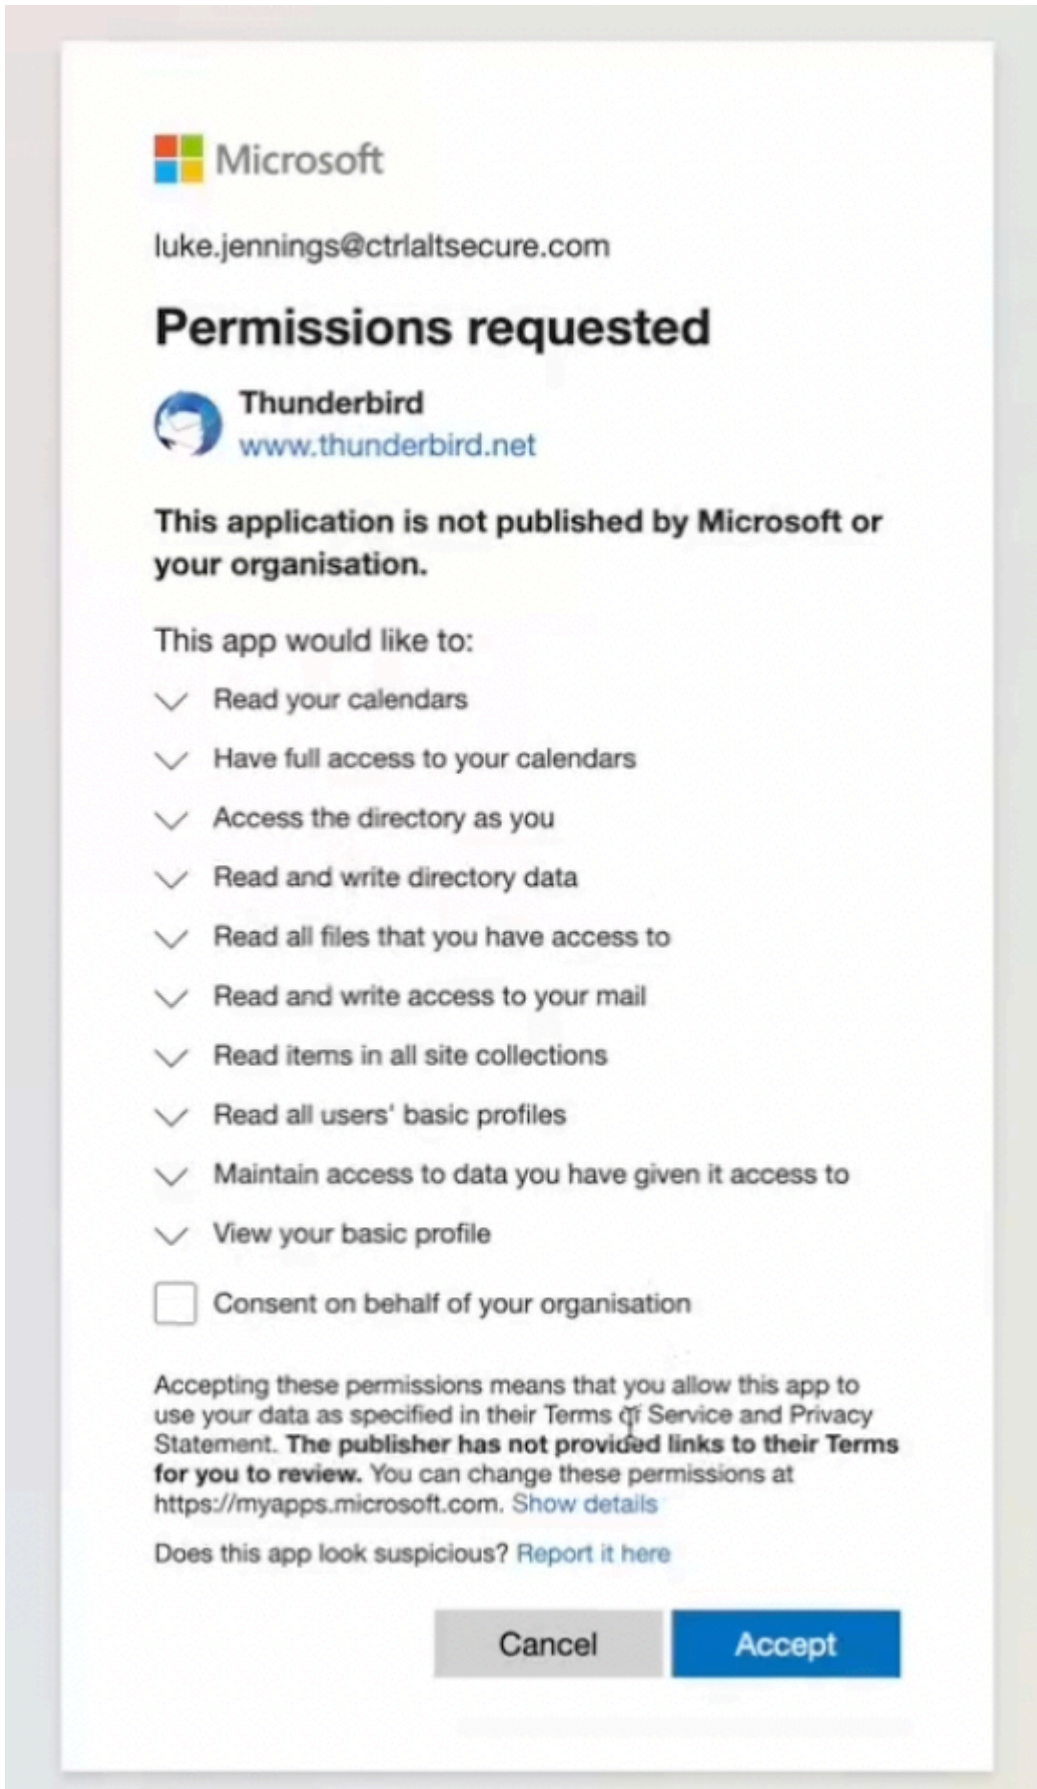 Microsoft
luke.jennings@ctrlaltsecure.com
Permissions requested
Thunderbird
www.thunderbird.net
This application is not published by Microsoft or
your organisation.
This app would like to:
Read your calendars
Have full access to your calendars
Access the directory as you
Read and write directory data
Read all files that you have access to
Read and write access to your mail
Read items in all site collections
Read all users' basic profiles
Maintain access to data you have given it access to
View your basic profile
Consent on behalf of your organisation
Accepting these permissions means that you allow this app to
use your data as specified in their Terms of Service and Privacy
Statement. The publisher has not provided links to their Terms
for you to review. You can change these permissions at
https://myapps.microsoft.com. Show details
Does this app look suspicious? Report it here
Cancel
Accept